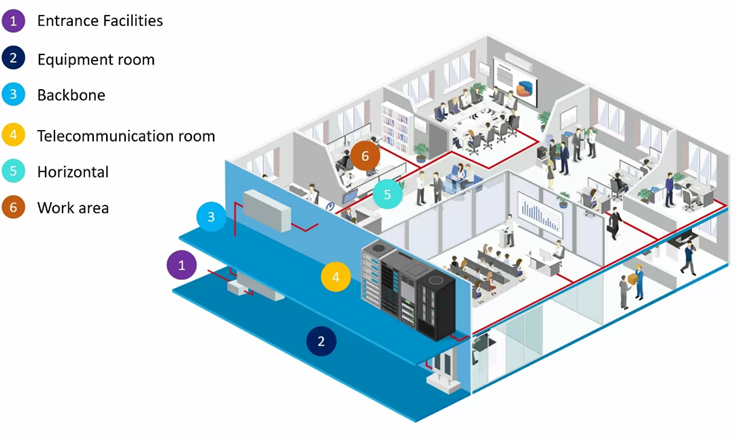 1 Entrance Facilities
2 Equipment room
3 Backbone
4 Telecommunication room
5 Horizontal
6 Work area
6
5
3
1
4
2